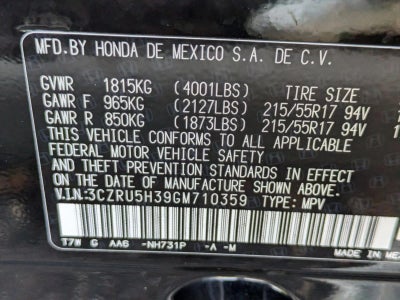 MFD.BY HONDA DE MEXICO S.A. DE C.V.
GVWR 1815KG (4001LBS) TIRE SIZE
GAWR F 965KG (2127LBS) 215/55R17 94V
GAWR R 850KG (1873LBS) 215/55R17 94V
THIS VEHICLE CONFORMS TO ALL APPLICABLE
FEDERAL MOTOR VEHICLE SAFETY
AND THEFT PREVENTION STANDARDS IN EFFECT
ON THE DATE OF MANUFACTURE SHOWN ABOVE.
V.I.N:3CZRU5H39GM710359 TYPE: MPV
T7W G AA6 -NH731P -A -M